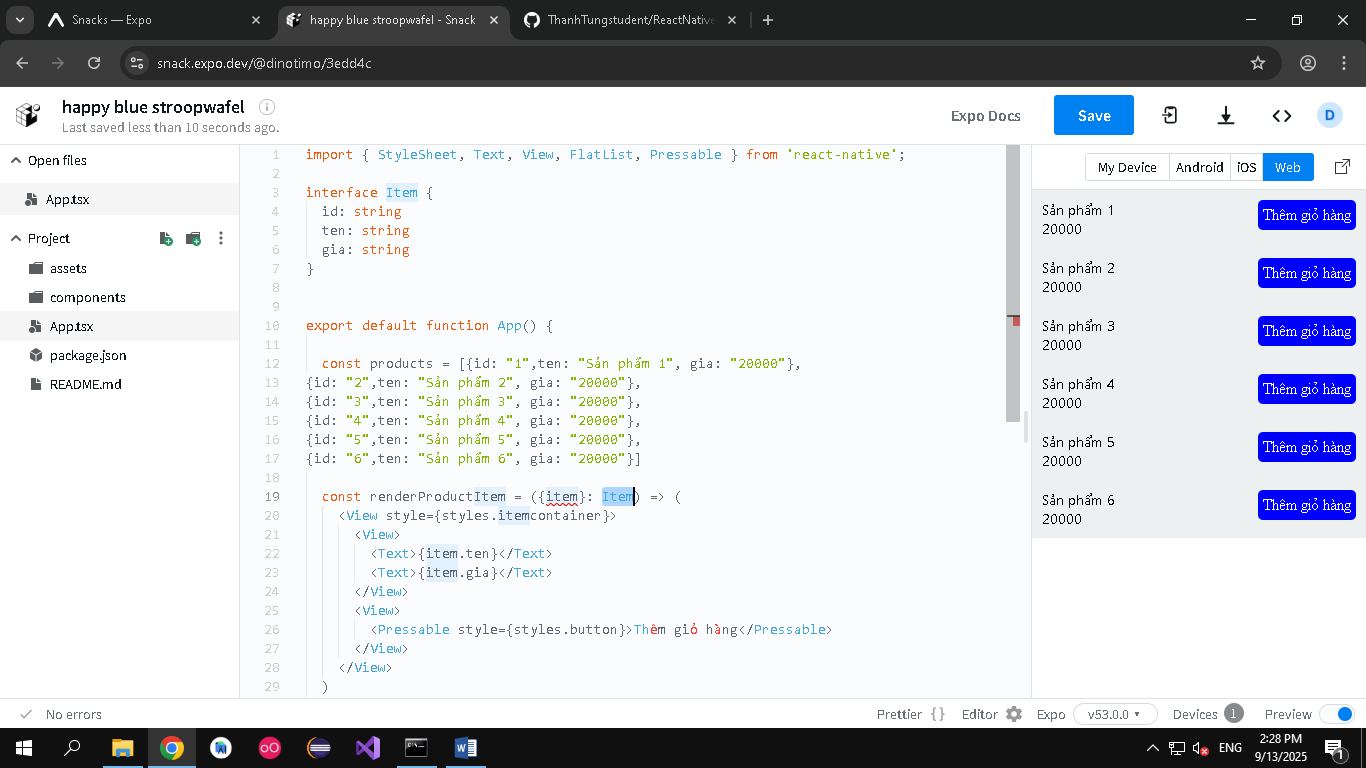 Snacks — Expo
happy blue stroopwafel - Snack
ThanhTungstudent/ReactNative
snack.expo.dev/@dinotimo/3edd4c
happy blue stroopwafel
Last saved less than 10 seconds ago.
Expo Docs
Save
D
Open files
App.tsx
Project
assets
components
App.tsx
package.json
README.md
1 import { StyleSheet, Text, View, FlatList, Pressable } from 'react-native';
2
3 interface Item {
4 id: string
5 ten: string
6 gia: string
7 }
8
9
10 export default function App() {
11
12 const products = [{id: "1",ten: "Sản phẩm 1", gia: "20000"},
13 {id: "2",ten: "Sản phẩm 2", gia: "20000"},
14 {id: "3",ten: "Sản phẩm 3", gia: "20000"},
15 {id: "4",ten: "Sản phẩm 4", gia: "20000"},
16 {id: "5",ten: "Sản phẩm 5", gia: "20000"},
17 {id: "6",ten: "Sản phẩm 6", gia: "20000"}]
18
19 const renderProductItem = ({item}: Item) => (
20 <View style={styles.itemcontainer}>
21 <View>
22 <Text>{item.ten}</Text>
23 <Text>{item.gia}</Text>
24 </View>
25 <View>
26 <Pressable style={styles.button}>Thêm giỏ hàng</Pressable>
27 </View>
28 </View>
29 )
My Device
Android
iOS
Web
Sản phẩm 1
20000
Thêm giỏ hàng
Sản phẩm 2
20000
Thêm giỏ hàng
Sản phẩm 3
20000
Thêm giỏ hàng
Sản phẩm 4
20000
Thêm giỏ hàng
Sản phẩm 5
20000
Thêm giỏ hàng
Sản phẩm 6
20000
Thêm giỏ hàng
No errors
Prettier {}
Editor
Expo
v53.0.0
Devices
1
Preview
ENG
2:28 PM
9/13/2025
1